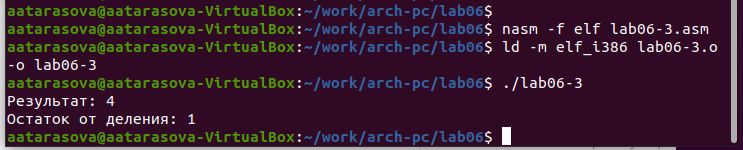 aatarasova@aatarasova-VirtualBox:~/work/arch-pc/lab06$
aatarasova@aatarasova-VirtualBox:~/work/arch-pc/lab06$ nasm -f elf lab06-3.asm
aatarasova@aatarasova-VirtualBox:~/work/arch-pc/lab06$ ld -m elf_i386 lab06-3.o
-o lab06-3
aatarasova@aatarasova-VirtualBox:~/work/arch-pc/lab06$ ./lab06-3
Результат: 4
Остаток от деления: 1
aatarasova@aatarasova-VirtualBox:~/work/arch-pc/lab06$